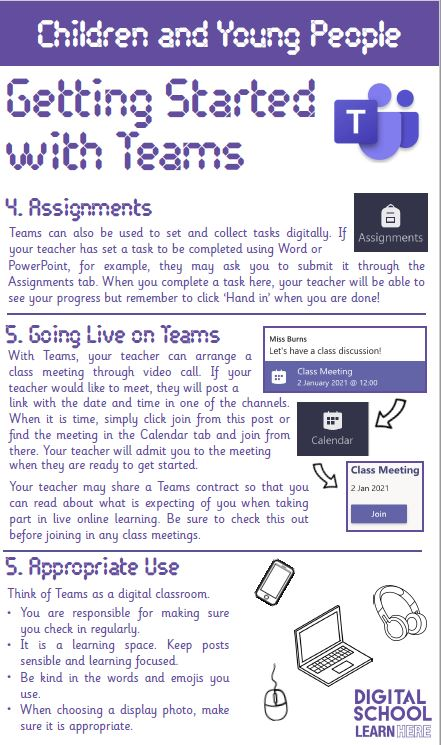 Children and Young People
Getting Started
with Teams
T
4. Assignments
Teams can also be used to set and collect tasks digitally. If
your teacher has set a task to be completed using Word or
PowerPoint, for example, they may ask you to submit it through the
Assignments tab. When you complete a task here, your teacher will be able to
see your progress but remember to click ‘Hand in’ when you are done!
Assignments
5. Going Live on Teams
With Teams, your teacher can arrange a
class meeting through video call. If your
teacher would like to meet, they will post a
link with the date and time in one of the channels.
When it is time, simply click join from this post or
find the meeting in the Calendar tab and join from
there. Your teacher will admit you to the meeting
when they are ready to get started.
Your teacher may share a Teams contract so that you
can read about what is expecting of you when taking
part in live online learning. Be sure to check this out
before joining in any class meetings.
Miss Burns
Let's have a class discussion!
Class Meeting
2 January 2021 @ 12:00
Calendar
Class Meeting
2 Jan 2021
Join
5. Appropriate Use
Think of Teams as a digital classroom.
• You are responsible for making sure
you check in regularly.
• It is a learning space. Keep posts
sensible and learning focused.
• Be kind in the words and emojis you
use.
• When choosing a display photo, make
sure it is appropriate.
DIGITAL
SCHOOL
LEARN HERE